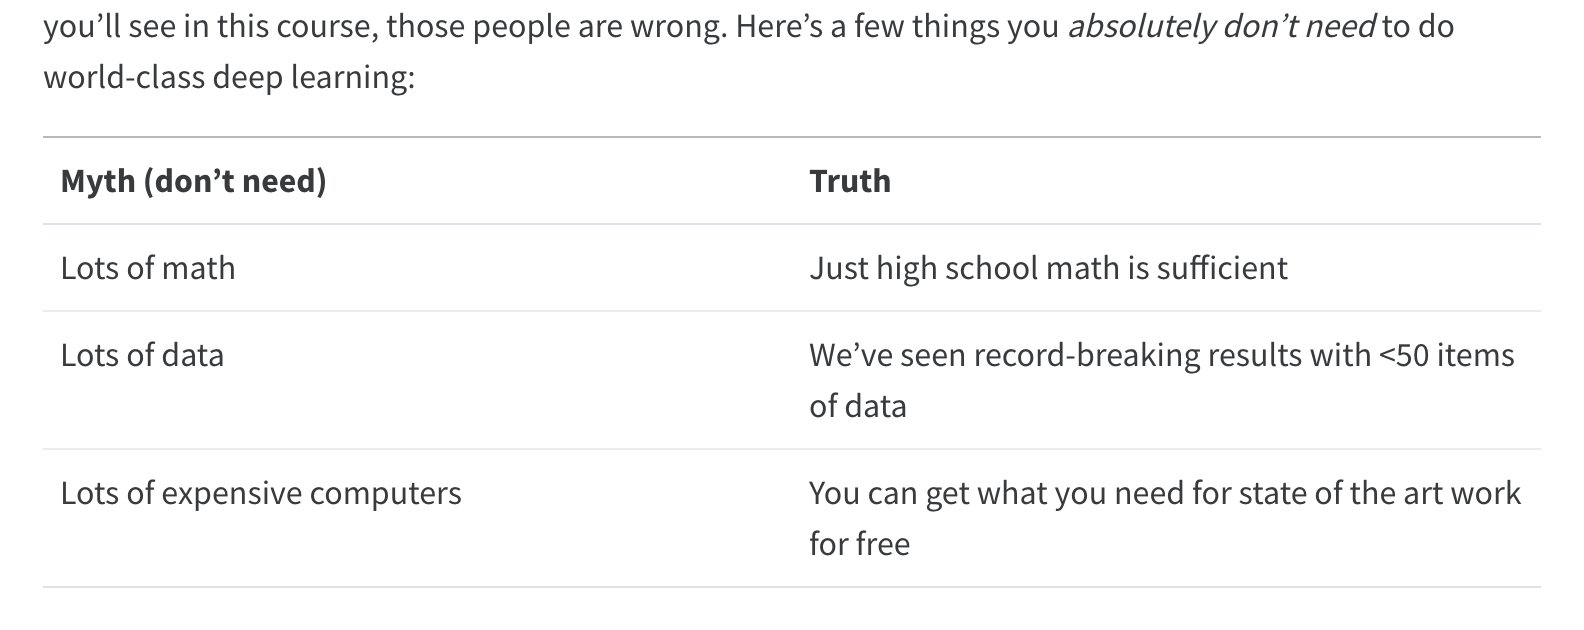 you’ll see in this course, those people are wrong. Here’s a few things you absolutely don’t need to do
world-class deep learning:
Myth (don’t need)
Truth
Lots of math
Just high school math is sufficient
Lots of data
We’ve seen record-breaking results with <50 items
of data
Lots of expensive computers
You can get what you need for state of the art work
for free